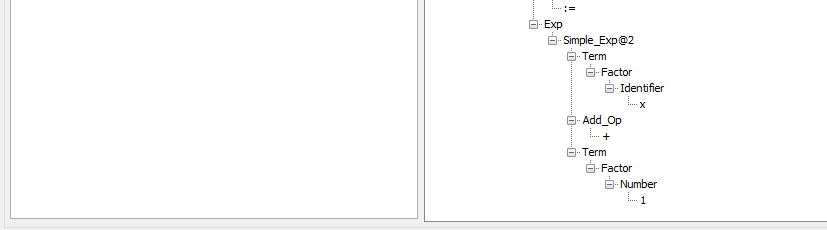 :=
Exp
Simple_Exp@2
Term
Factor
Identifier
x
Add_Op
+
Term
Factor
Number
1